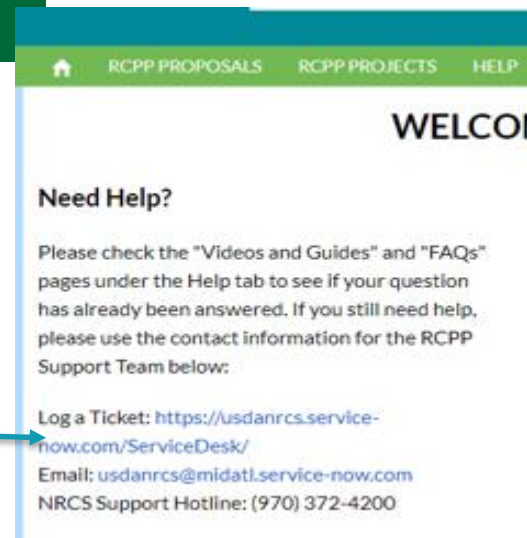 RCPP PROPOSALS RCPP PROJECTS HELP
WELCO
Need Help?
Please check the "Videos and Guides" and "FAQs"
pages under the Help tab to see if your question
has already been answered. If you still need help,
please use the contact information for the RCPP
Support Team below:
Log a Ticket: https://usdanrcs.service-
now.com/ServiceDesk/
Email: usdanrcs@midatl.service-now.com
NRCS Support Hotline: (970) 372-4200